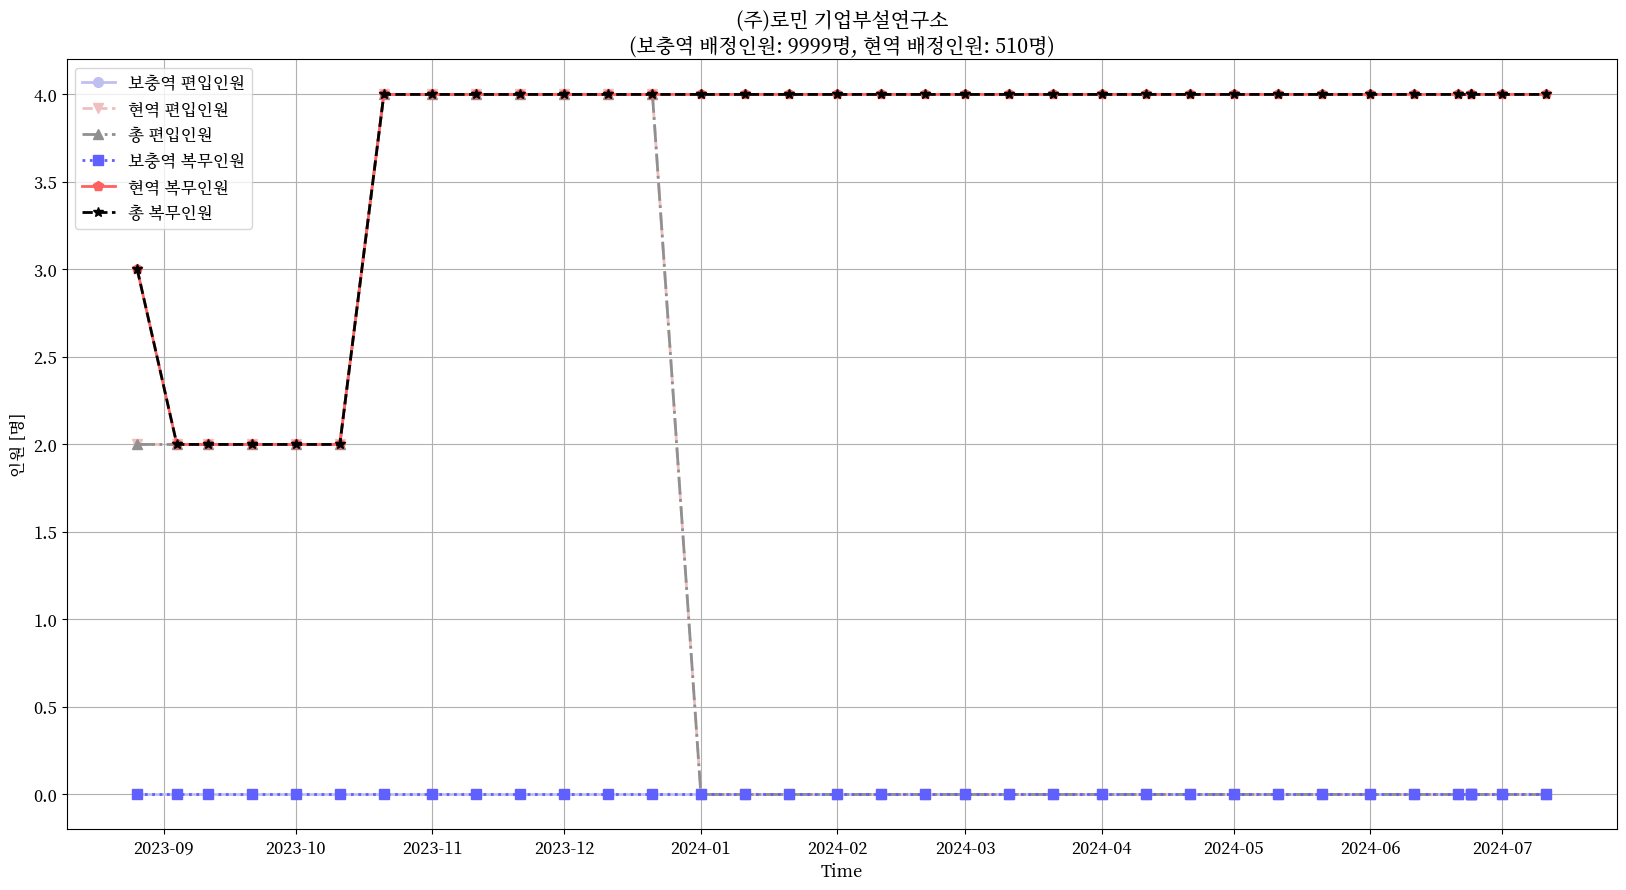 (주)로민 기업부설연구소
(보충역 배정인원: 9999명, 현역 배정인원: 510명)
보충역 편입인원
현역 편입인원
총 편입인원
보충역 복무인원
현역 복무인원
총 복무인원
인원 [명]
4.0
3.5
3.0
2.5
2.0
1.5
1.0
0.5
0.0
2023-09 2023-10 2023-11 2023-12 2024-01 2024-02 2024-03 2024-04 2024-05 2024-06 2024-07
Time